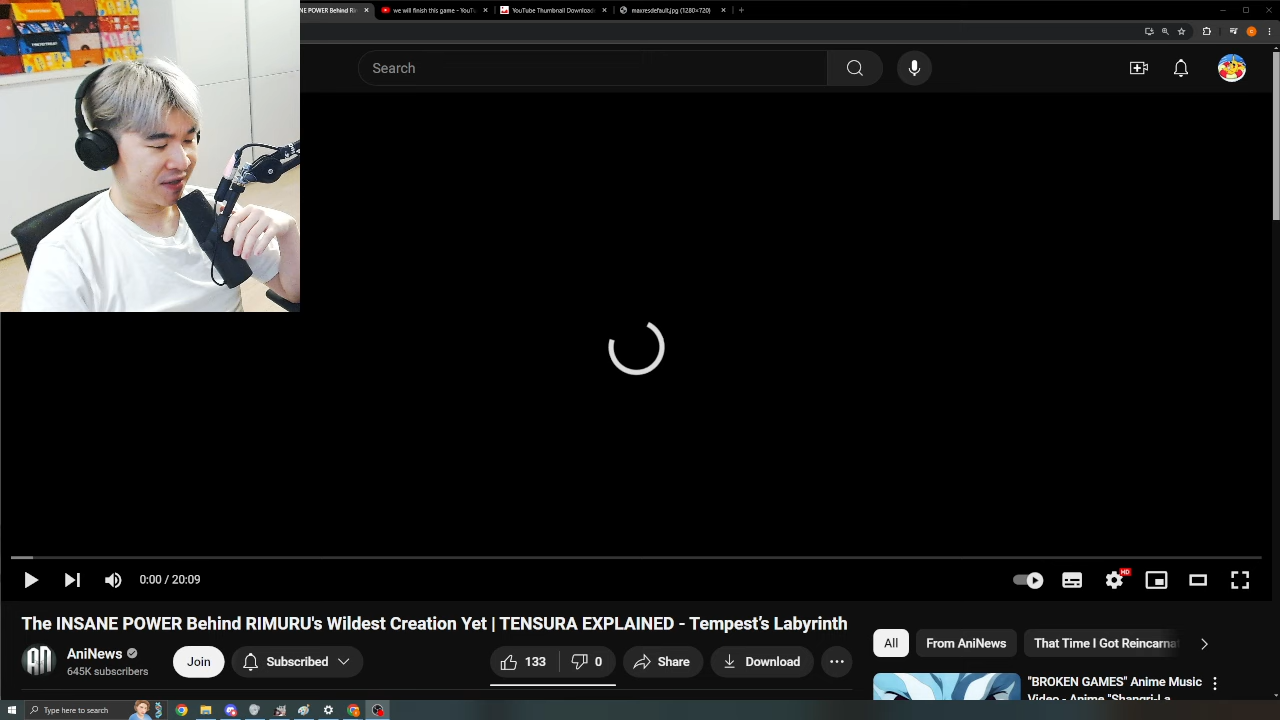 NE POWER Behind Ri
we will finish this game - YouT
YouTube Thumbnail Download
maxresdefault.jpg (1280×720)
Search
0:00 / 20:09
HD
The INSANE POWER Behind RIMURU's Wildest Creation Yet | TENSURA EXPLAINED - Tempest's Labyrinth
AN
AniNews
645K subscribers
Join
Subscribed
133
0
Share
Download
All
From AniNews
That Time I Got Reincarna
"BROKEN GAMES" Anime Music
Video - Anime "Shangri-La
Type here to search